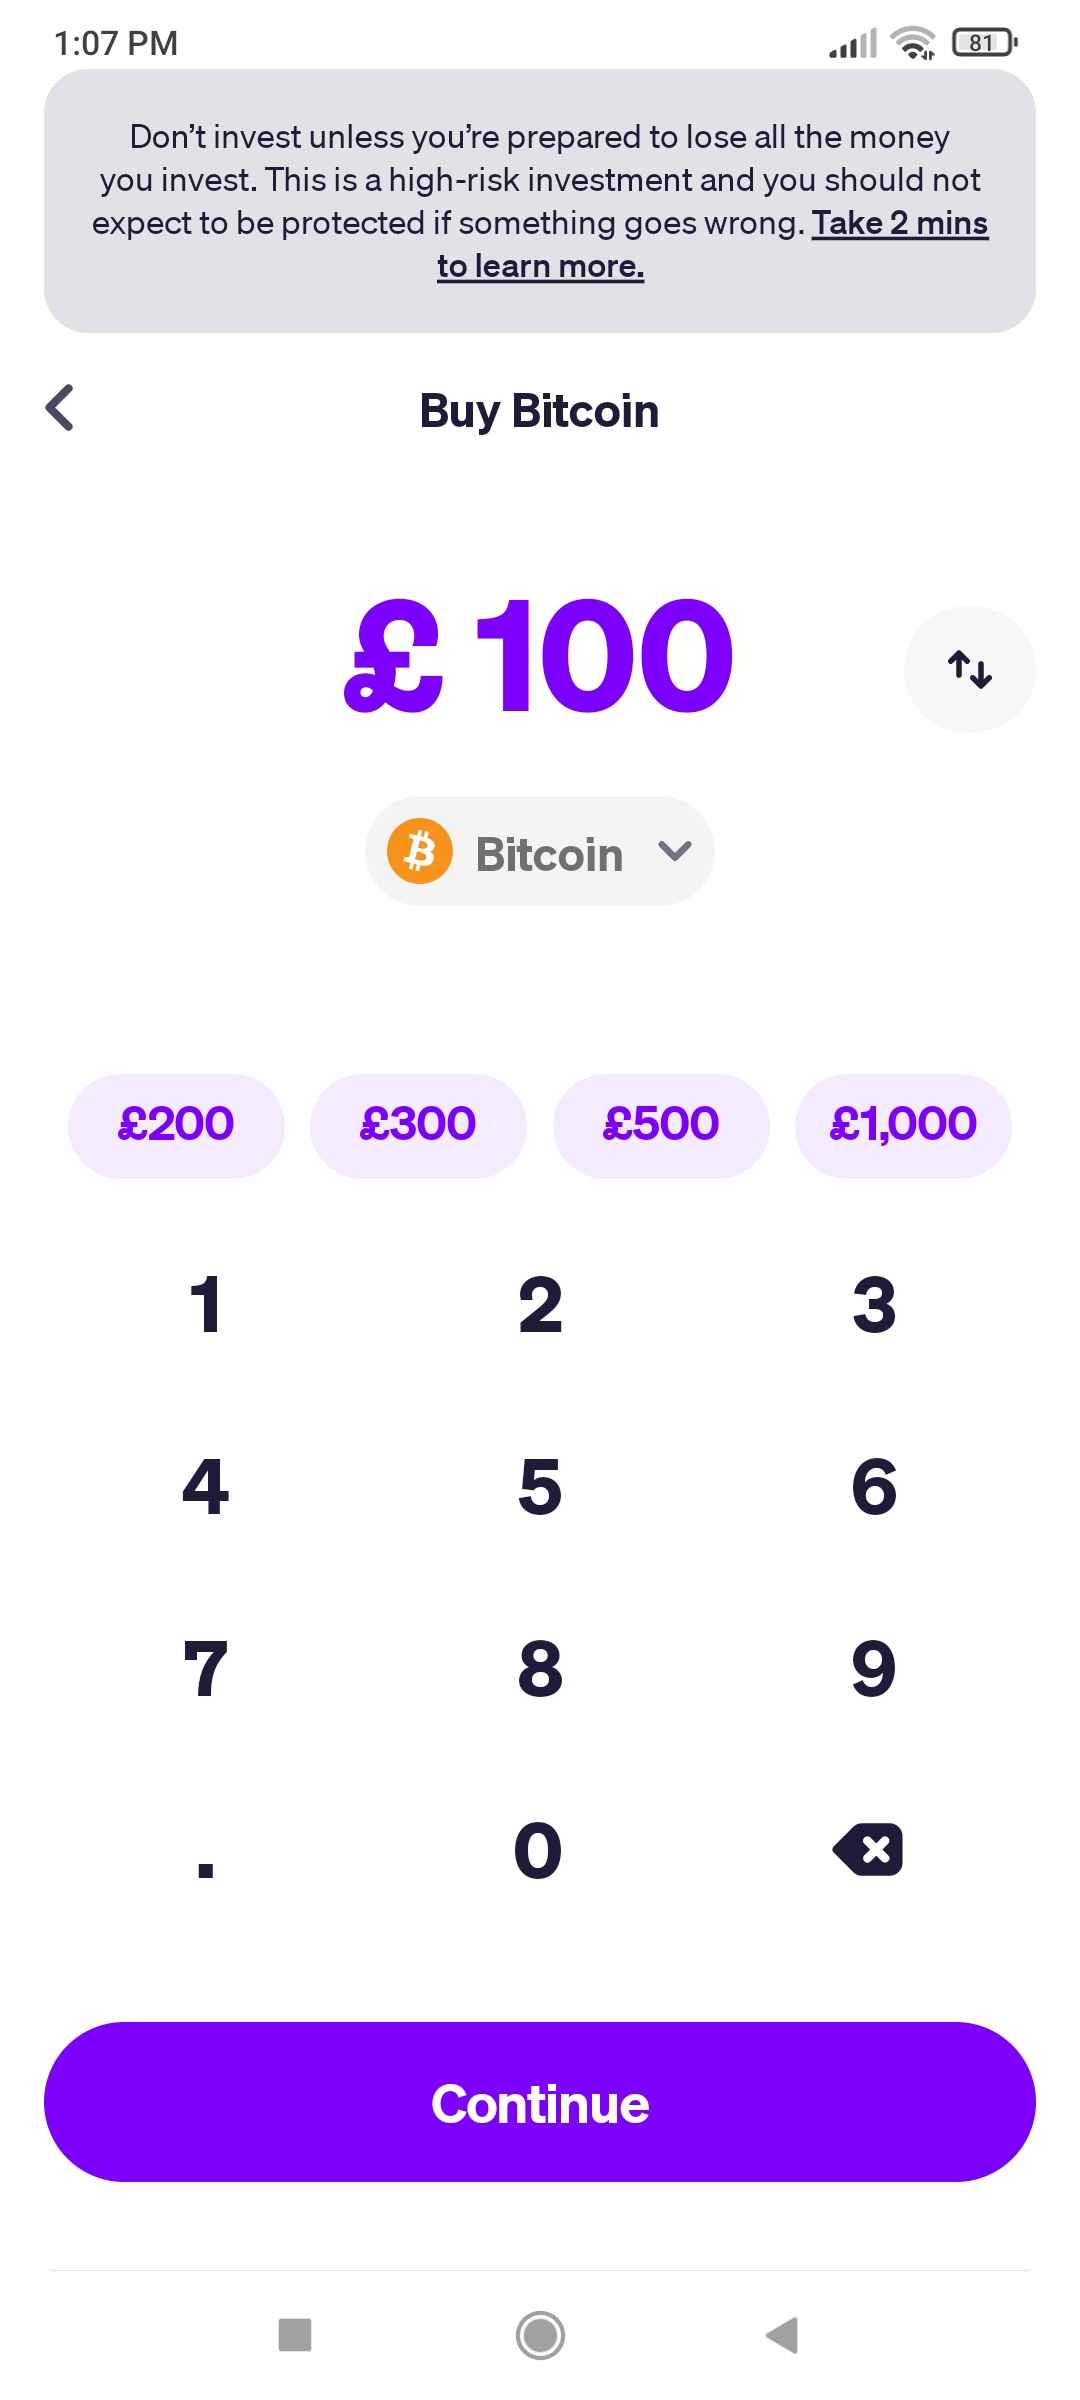 1:07 PM
81
Don't invest unless you're prepared to lose all the money
you invest. This is a high-risk investment and you should not
expect to be protected if something goes wrong. Take 2 mins
to learn more.
Buy Bitcoin
£ 100
Bitcoin
£200 £300 £500 £1,000
1 2 3
4 5 6
7 8 9
. 0
Continue